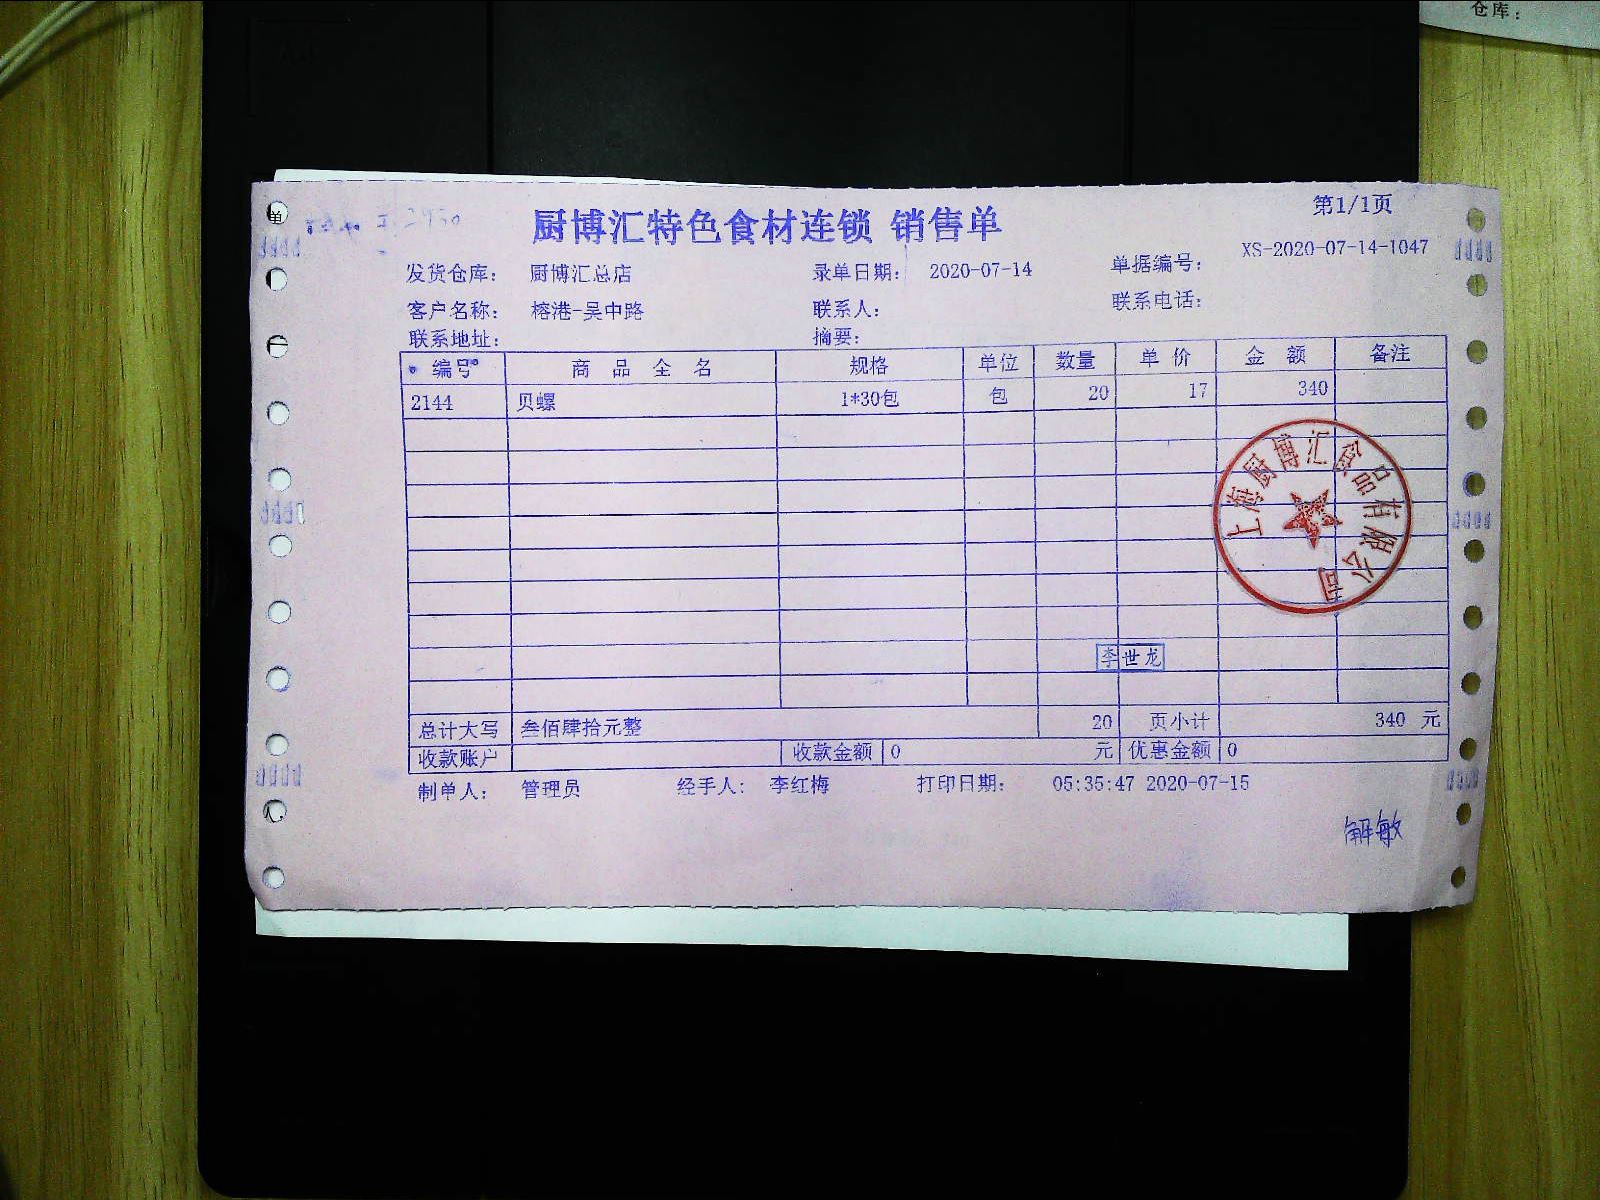 仓库：
第1/1页
厨博汇特色食材连锁 销售单
发货仓库： 厨博汇总店 录单日期： 2020-07-14 单据编号： XS-2020-07-14-1047
客户名称： 榕港-吴中路 联系人： 联系电话：
联系地址： 摘要：
编号 商品全名 规格 单位 数量 单价 金额 备注
2144 贝螺 1*30包 包 20 17 340
上海厨博汇食品有限公司
李世龙
总计大写 叁佰肆拾元整 20 页小计 340 元
收款账户 收款金额 0 元 优惠金额 0
制单人： 管理员 经手人： 李红梅 打印日期： 05:35:47 2020-07-15
解敏